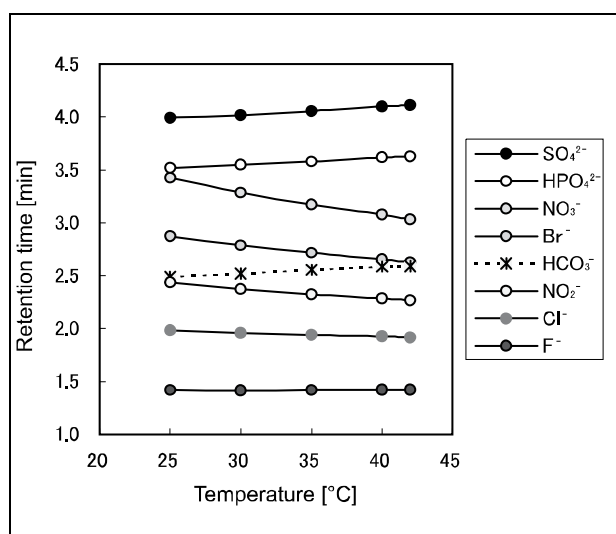 4.5
4.0
3.5
3.0
2.5
2.0
1.5
1.0
Retention time [min]
20 25 30 35 40 45
Temperature [°C]
SO₄²⁻
HPO₄²⁻
NO₃⁻
Br⁻
HCO₃⁻
NO₂⁻
Cl⁻
F⁻